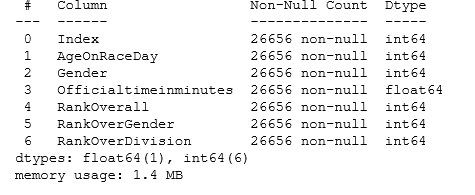 #   Column                 Non-Null Count  Dtype
---  ------                 --------------  -----
0   Index                  26656 non-null  int64
1   AgeOnRaceDay           26656 non-null  int64
2   Gender                 26656 non-null  int64
3   Officialtimeinminutes  26656 non-null  float64
4   RankOverall            26656 non-null  int64
5   RankOverGender         26656 non-null  int64
6   RankOverDivision       26656 non-null  int64
dtypes: float64(1), int64(6)
memory usage: 1.4 MB